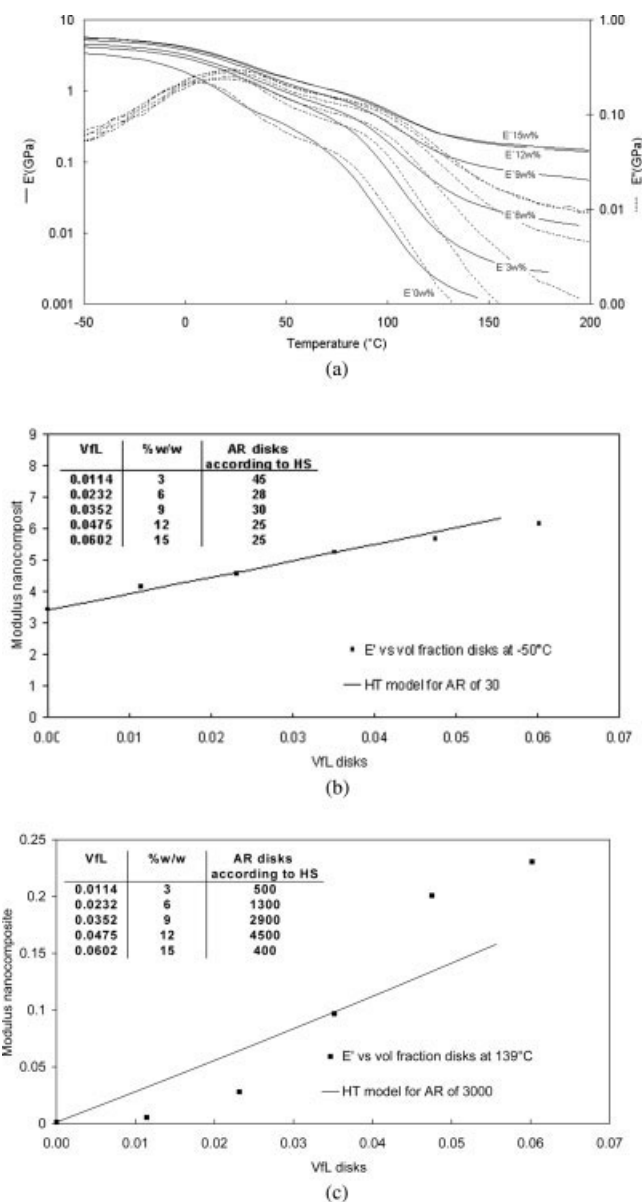 10
1
0.1
0.01
0.001
— E'(GPa)
1.00
0.10
0.01
0.00
E''(GPa)
E'15w%
E'12w%
E'9w%
E'6w%
E'3w%
E'0w%
-50 0 50 100 150 200
Temperature (°C)
(a)
9
8
7
6
5
4
3
2
1
0
Modulus nanocomposit
VfL % w/w AR disks
according to HS
0.0114 3 45
0.0232 6 28
0.0352 9 30
0.0475 12 25
0.0602 15 25
E' vs vol fraction disks at -50°C
HT model for AR of 30
0.00 0.01 0.02 0.03 0.04 0.05 0.06 0.07
VfL disks
(b)
0.25
0.2
0.15
0.1
0.05
0
Modulus nanocomposite
VfL %w/w AR disks
according to HS
0.0114 3 500
0.0232 6 1300
0.0352 9 2900
0.0475 12 4500
0.0602 15 400
E' vs vol fraction disks at 139°C
HT model for AR of 3000
0.00 0.01 0.02 0.03 0.04 0.05 0.06 0.07
VfL disks
(c)